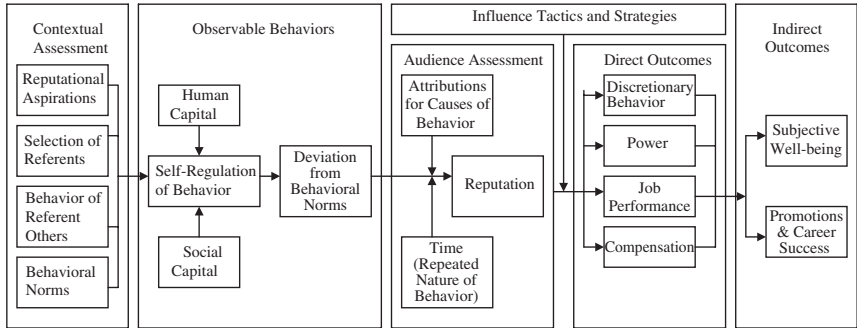 Contextual
Assessment
Reputational
Aspirations
Selection of
Referents
Behavior of
Referent
Others
Behavioral
Norms
Observable Behaviors
Human
Capital
Self-Regulation
of Behavior
Social
Capital
Deviation
from
Behavioral
Norms
Influence Tactics and Strategies
Audience Assessment
Attributions
for Causes of
Behavior
Reputation
Time
(Repeated
Nature of
Behavior)
Direct Outcomes
Discretionary
Behavior
Power
Job
Performance
Compensation
Indirect
Outcomes
Subjective
Well-being
Promotions
& Career
Success